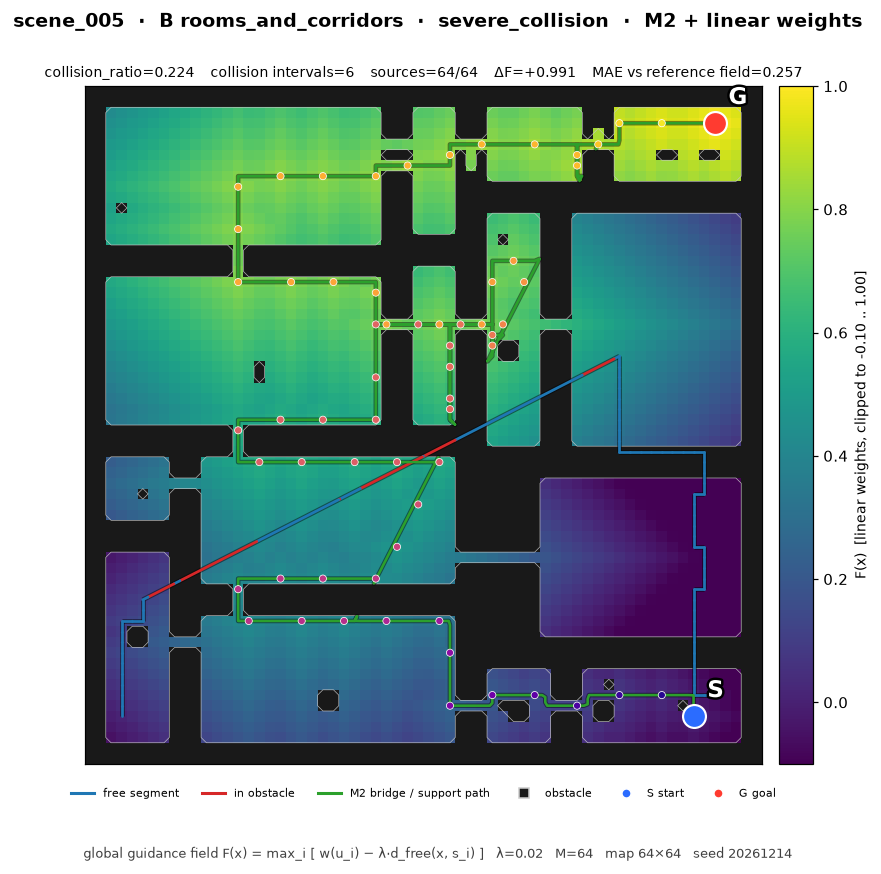 scene_005 · B rooms_and_corridors · severe_collision · M2 + linear weights
collision_ratio=0.224 collision intervals=6 sources=64/64 ΔF=+0.991 MAE vs reference field=0.257
G
S
1.0
0.8
0.6
0.4
0.2
0.0
F(x) [linear weights, clipped to -0.10 .. 1.00]
free segment in obstacle M2 bridge / support path obstacle S start G goal
global guidance field F(x) = max_i [ w(u_i) − λ·d_free(x, s_i) ] λ=0.02 M=64 map 64×64 seed 20261214